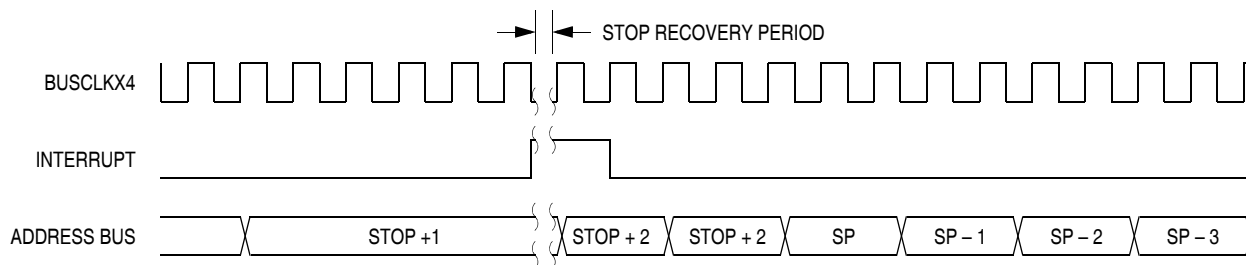 STOP RECOVERY PERIOD
BUSCLKX4
INTERRUPT
ADDRESS BUS STOP +1 STOP + 2 STOP + 2 SP SP – 1 SP – 2 SP – 3